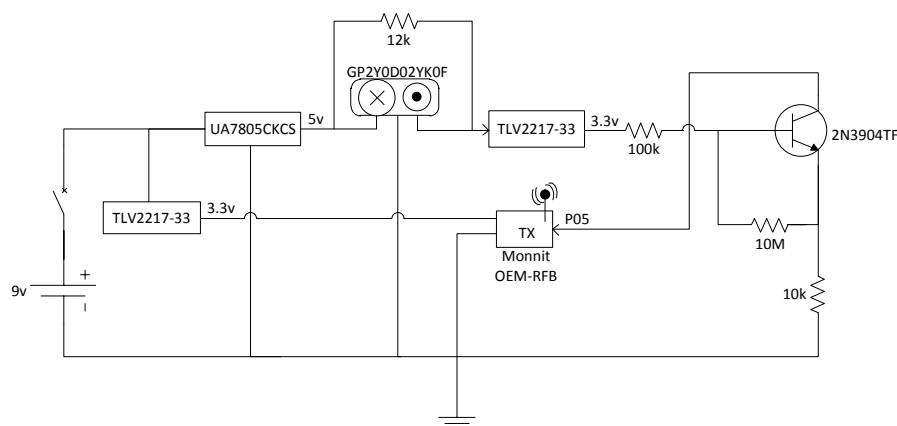 12k
GP2Y0D02YK0F
UA7805CKCS
5v
TLV2217-33
3.3v
100k
2N3904TF
TLV2217-33
3.3v
TX
P05
Monnit
OEM-RFB
10M
9v
+
−
10k